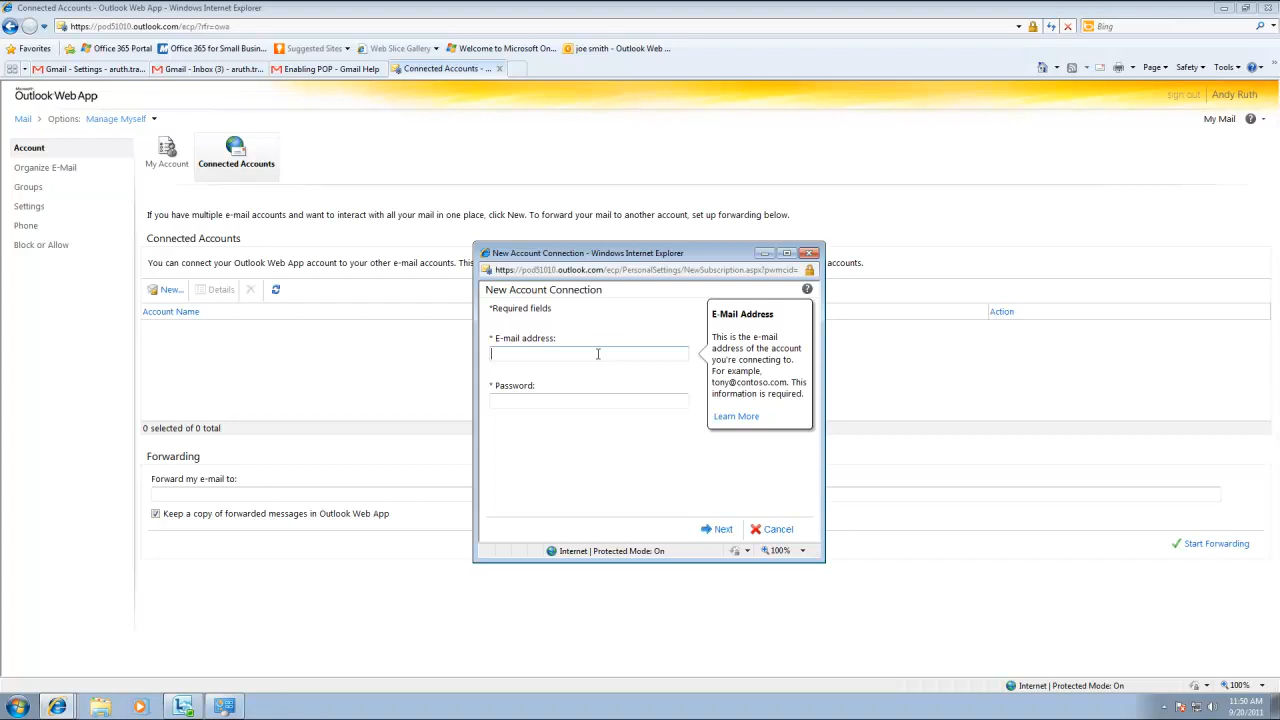 Connected Accounts - Outlook Web App - Windows Internet Explorer
https://pod51010.outlook.com/ecp/?rfr=owa
Bing
Favorites
Office 365 Portal
Office 365 for Small Busin...
Suggested Sites
Web Slice Gallery
Welcome to Microsoft On...
joe smith - Outlook Web ...
Gmail - Settings - aruth.tra...
Gmail - Inbox (3) - aruth.tr...
Enabling POP - Gmail Help
Connected Accounts - ...
Page
Safety
Tools
Outlook Web App
sign out
Andy Ruth
Mail > Options: Manage Myself
My Mail
Account
Organize E-Mail
Groups
Settings
Phone
Block or Allow
My Account
Connected Accounts
If you have multiple e-mail accounts and want to interact with all your mail in one place, click New. To forward your mail to another account, set up forwarding below.
Connected Accounts
You can connect your Outlook Web App account to your other e-mail accounts. This
accounts.
New...
Details
Account Name
Action
0 selected of 0 total
Forwarding
Forward my e-mail to:
Keep a copy of forwarded messages in Outlook Web App
Start Forwarding
New Account Connection - Windows Internet Explorer
https://pod51010.outlook.com/ecp/PersonalSettings/NewSubscription.aspx?pwmcid=
New Account Connection
*Required fields
* E-mail address:
* Password:
E-Mail Address
This is the e-mail
address of the account
you're connecting to.
For example,
tony@contoso.com. This
information is required.
Learn More
Next
Cancel
Internet | Protected Mode: On
100%
Internet | Protected Mode: On
100%
11:50 AM
9/20/2011